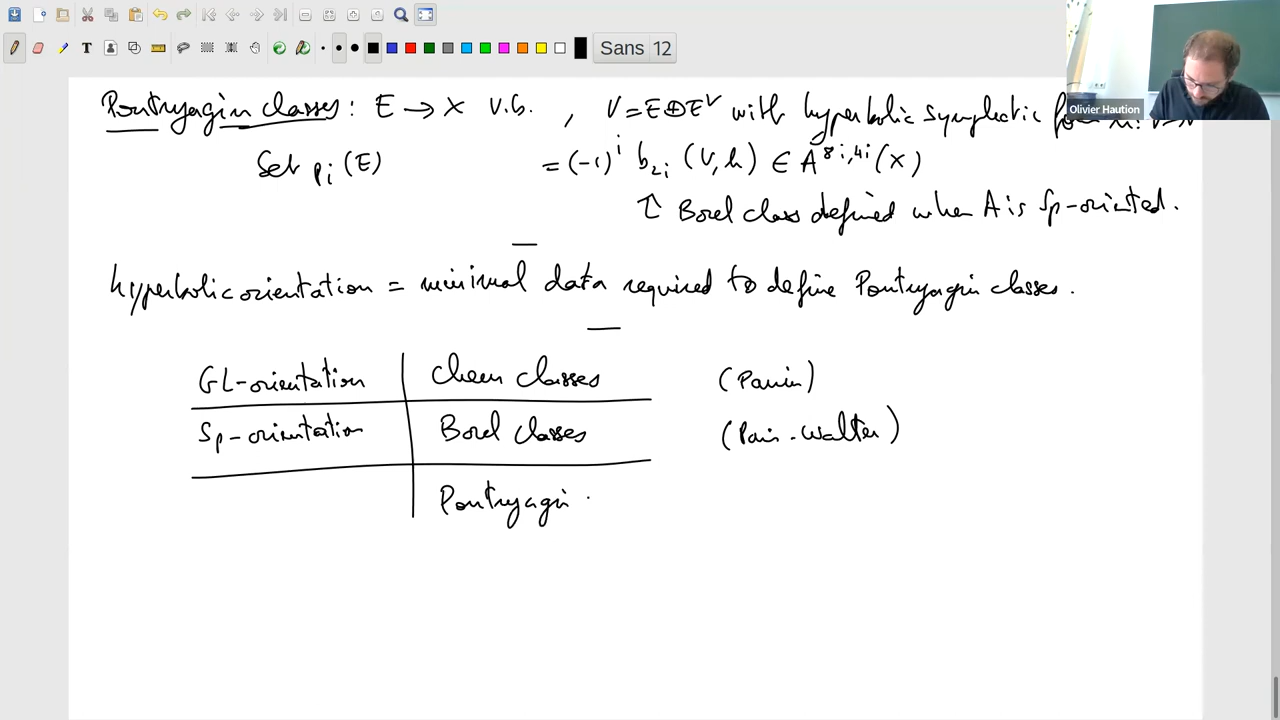 Sans 12
Olivier Haution
Pontryagin classes: E → X v.b. , V = E⊕E^∨ with hyperbolic symplectic
Set p_i(E) = (-1)^i b_{2i} (V, h) ∈ A^{8i,4i}(X)
↑ Borel class defined when A is Sp-oriented.
hyperbolic orientation = minimal data required to define Pontryagin classes.
GL-orientation | Chern classes (Panin)
Sp-orientation | Borel classes (Panin-Walter)
Pontryagin